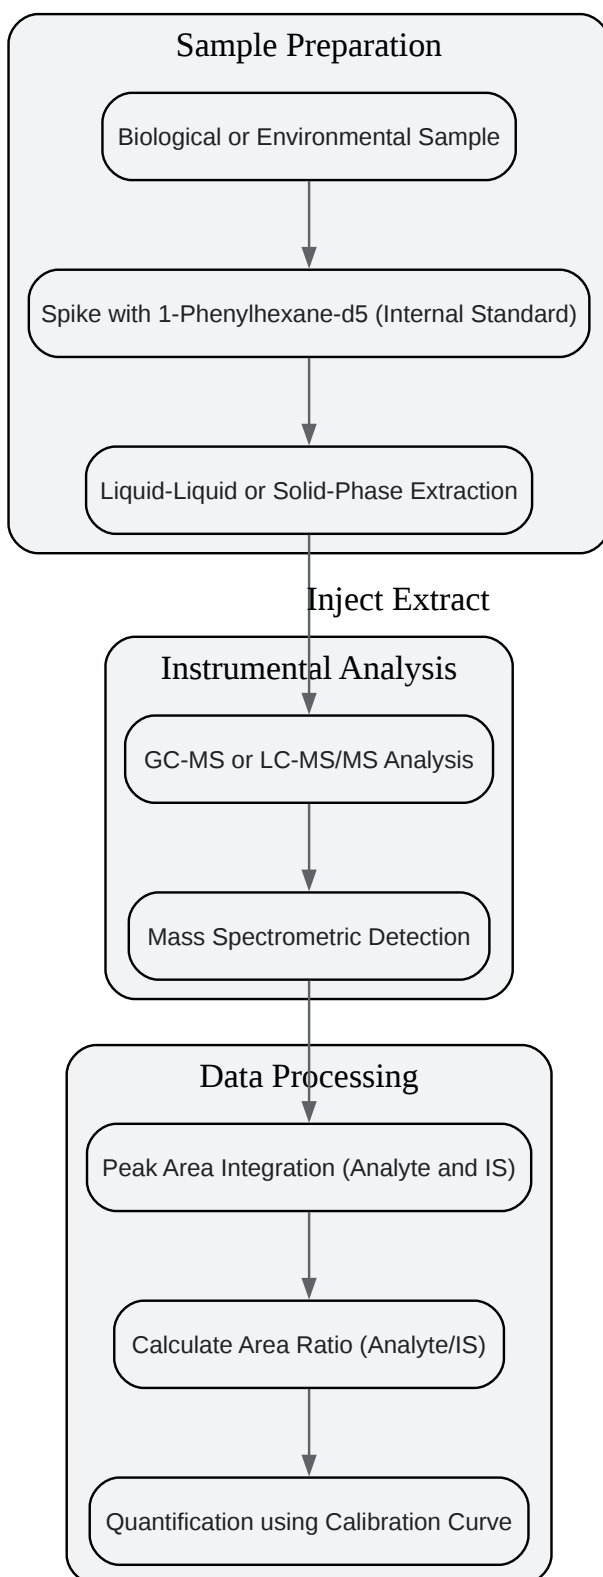 Sample Preparation
Biological or Environmental Sample
Spike with 1-Phenylhexane-d5 (Internal Standard)
Liquid-Liquid or Solid-Phase Extraction
Inject Extract
Instrumental Analysis
GC-MS or LC-MS/MS Analysis
Mass Spectrometric Detection
Data Processing
Peak Area Integration (Analyte and IS)
Calculate Area Ratio (Analyte/IS)
Quantification using Calibration Curve